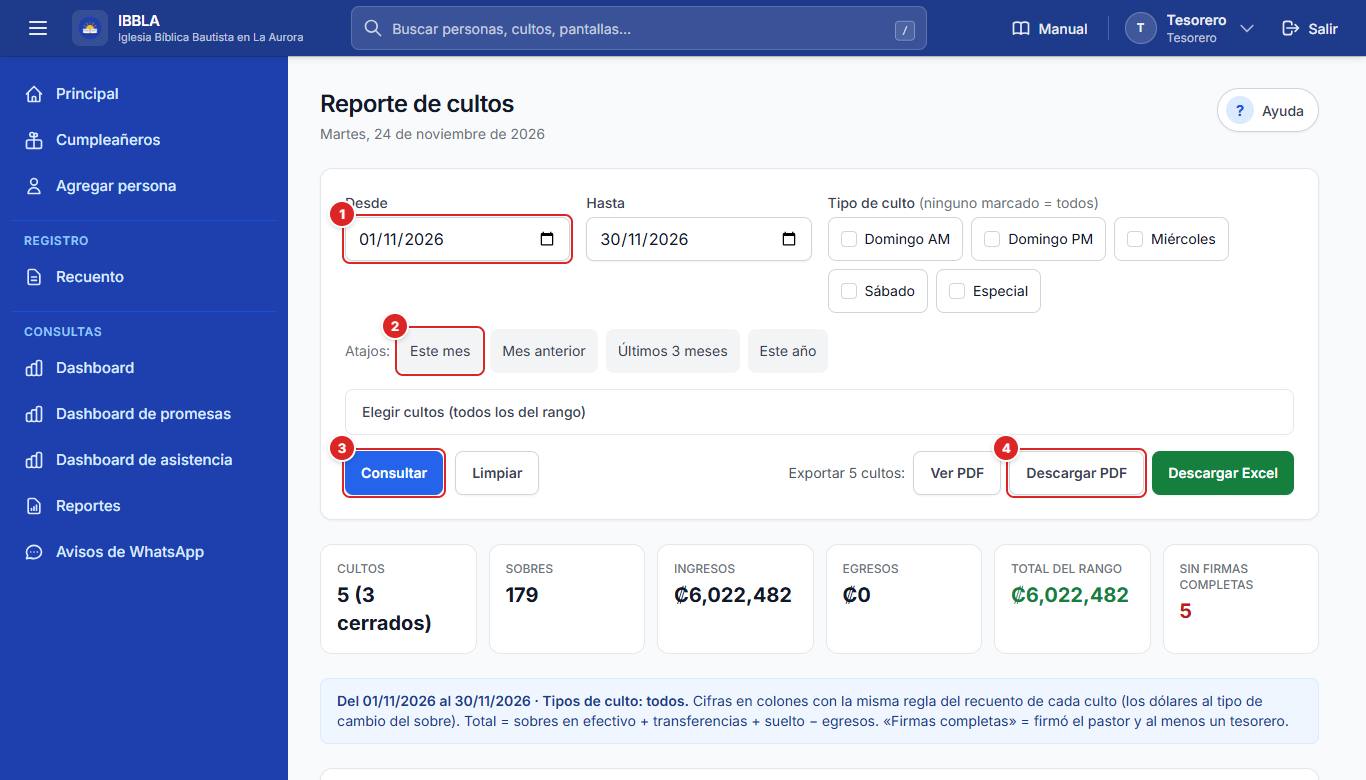 IBBLA
Iglesia Bíblica Bautista en La Aurora
Buscar personas, cultos, pantallas...
/
Manual
T
Tesorero
Tesorero
Salir
Principal
Cumpleañeros
Agregar persona
REGISTRO
Recuento
CONSULTAS
Dashboard
Dashboard de promesas
Dashboard de asistencia
Reportes
Avisos de WhatsApp
Reporte de cultos
Martes, 24 de noviembre de 2026
? Ayuda
1
Desde
01/11/2026
Hasta
30/11/2026
Tipo de culto (ninguno marcado = todos)
Domingo AM
Domingo PM
Miércoles
Sábado
Especial
2
Atajos: Este mes Mes anterior Últimos 3 meses Este año
Elegir cultos (todos los del rango)
3
Consultar
Limpiar
Exportar 5 cultos:
Ver PDF
4
Descargar PDF
Descargar Excel
CULTOS
5 (3
cerrados)
SOBRES
179
INGRESOS
₡6,022,482
EGRESOS
₡0
TOTAL DEL RANGO
₡6,022,482
SIN FIRMAS
COMPLETAS
5
Del 01/11/2026 al 30/11/2026 · Tipos de culto: todos. Cifras en colones con la misma regla del recuento de cada culto (los dólares al tipo de
cambio del sobre). Total = sobres en efectivo + transferencias + suelto − egresos. «Firmas completas» = firmó el pastor y al menos un tesorero.